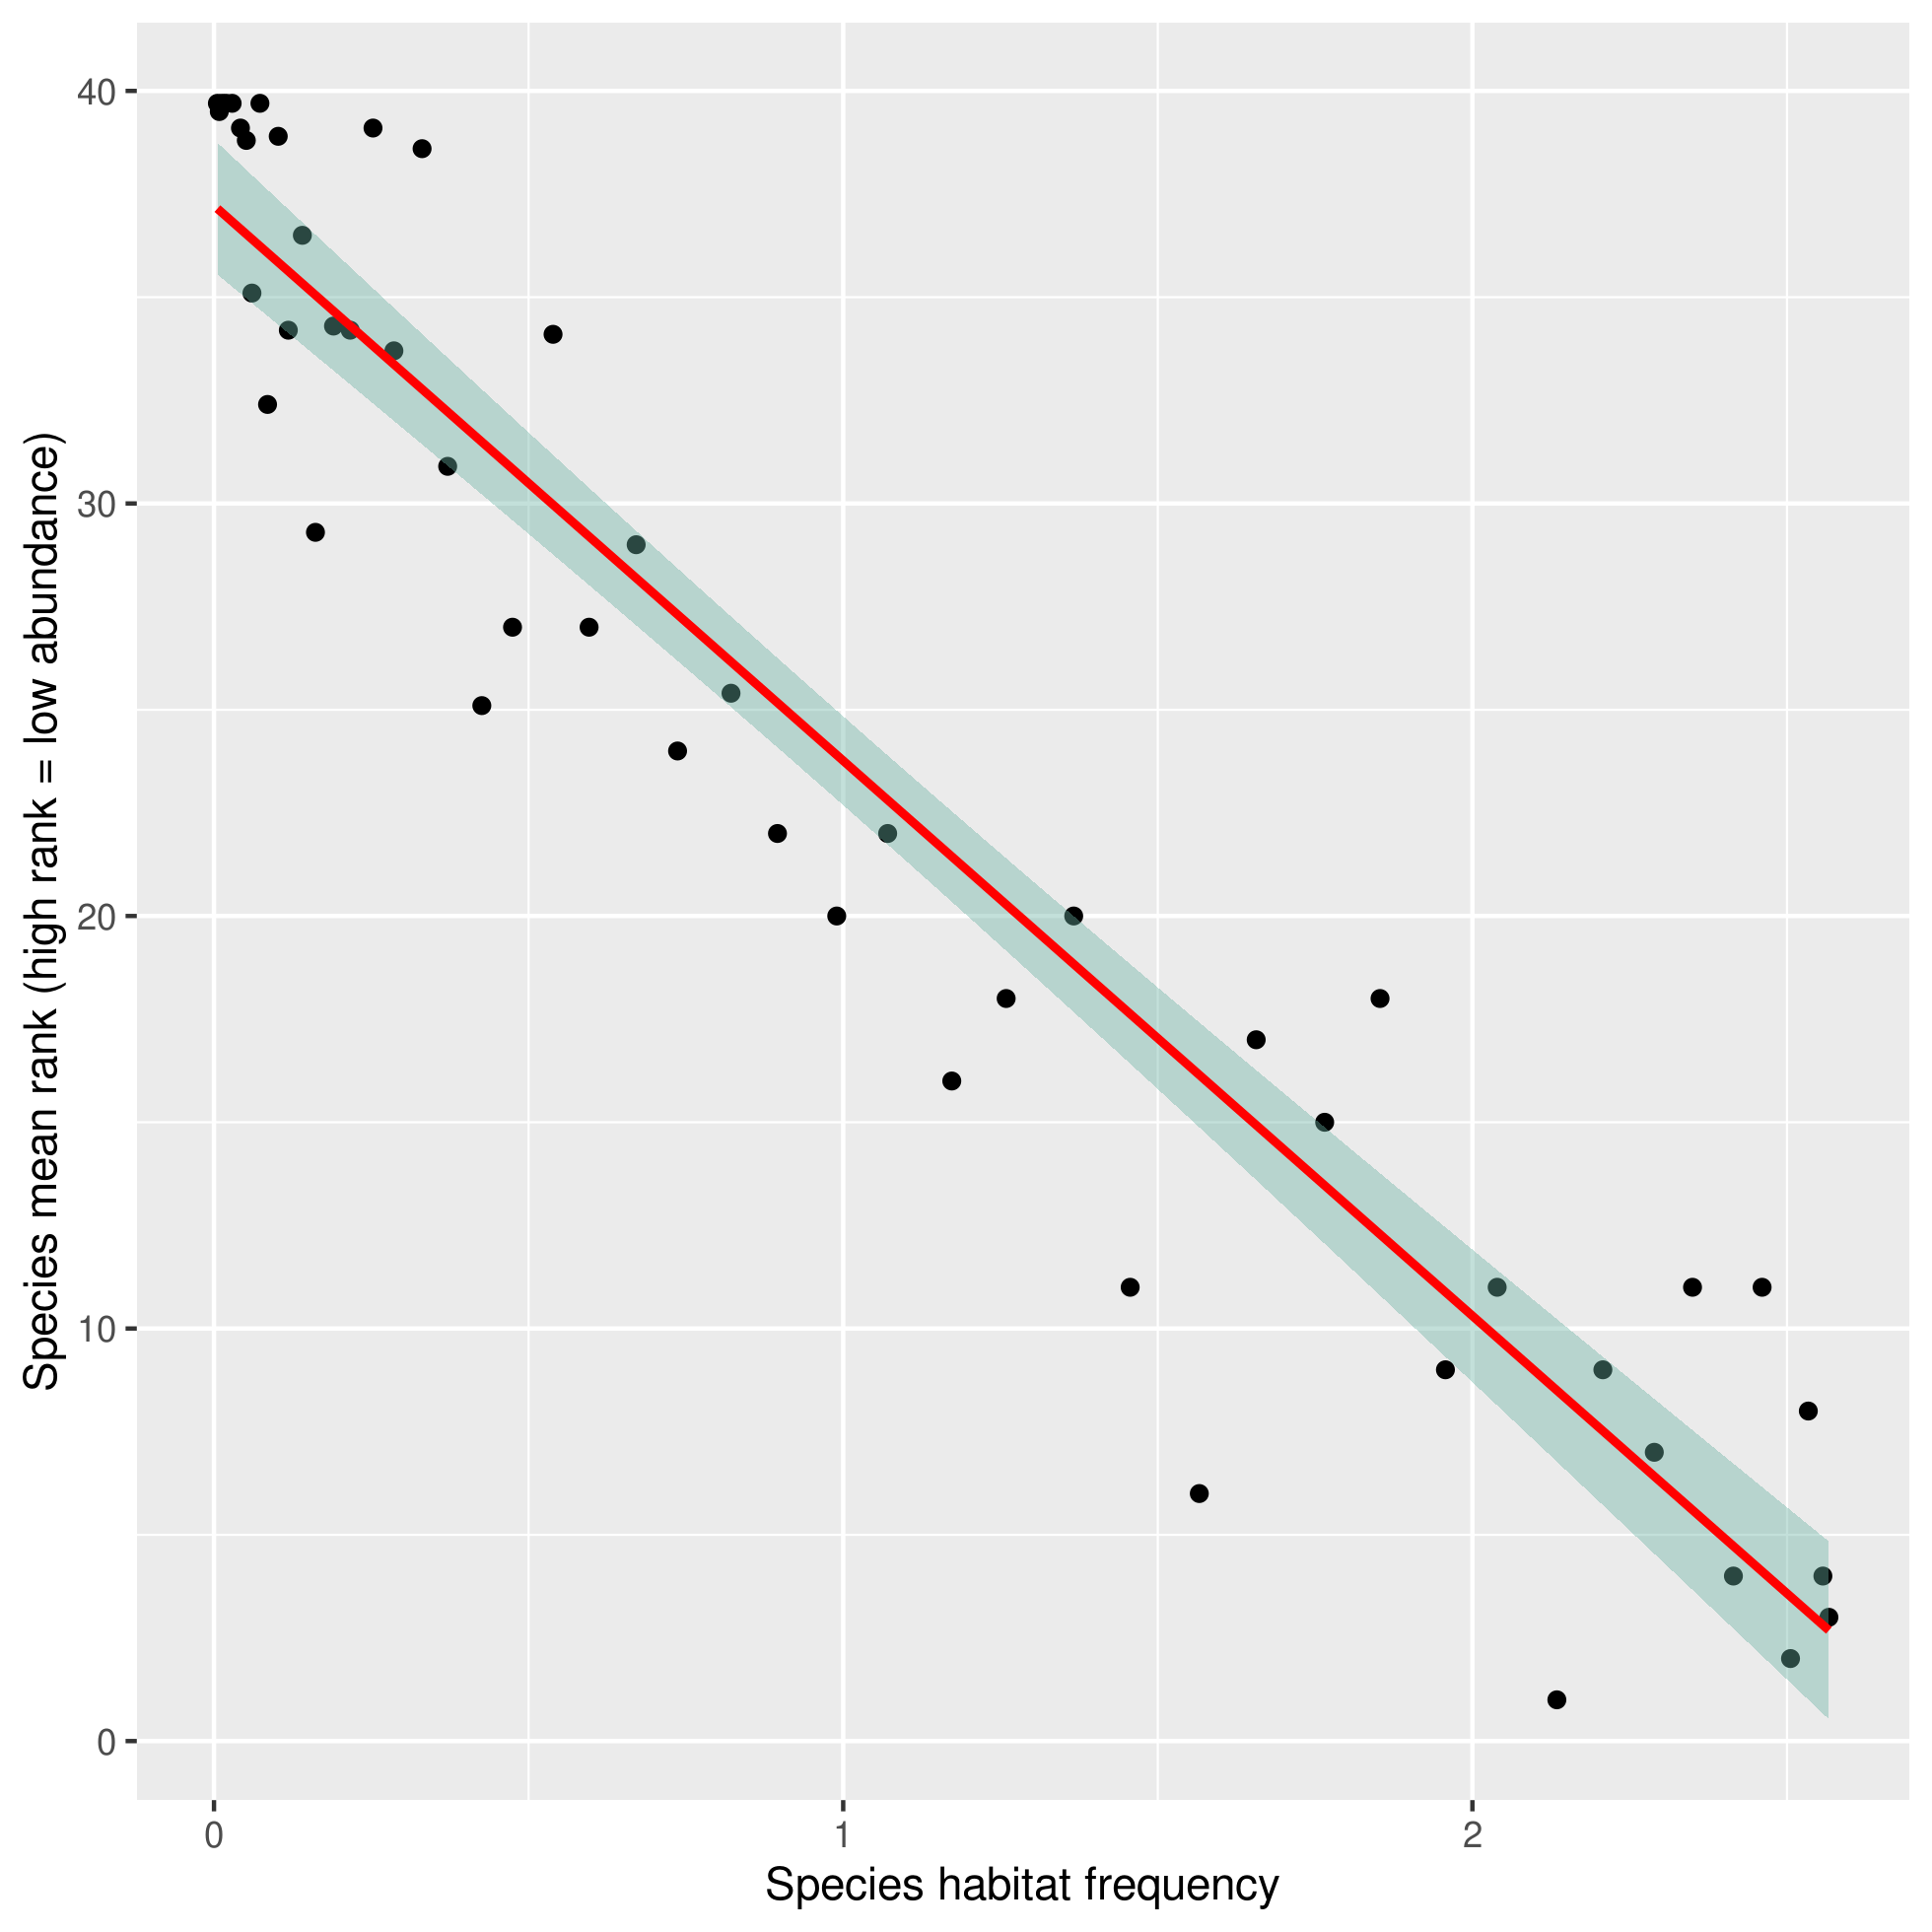 40
30
20
10
0
Species mean rank (high rank = low abundance)
0 1 2
Species habitat frequency